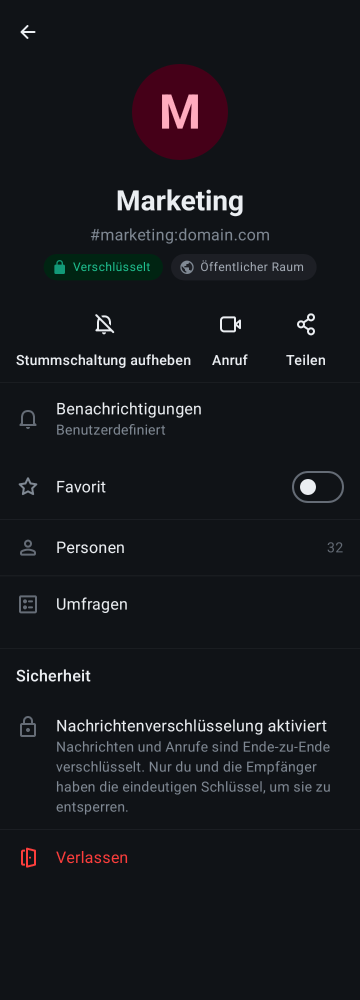 M
Marketing
#marketing:domain.com
Verschlüsselt
Öffentlicher Raum
Stummschaltung aufheben
Anruf
Teilen
Benachrichtigungen
Benutzerdefiniert
Favorit
Personen
32
Umfragen
Sicherheit
Nachrichtenverschlüsselung aktiviert
Nachrichten und Anrufe sind Ende-zu-Ende
verschlüsselt. Nur du und die Empfänger
haben die eindeutigen Schlüssel, um sie zu
entsperren.
Verlassen